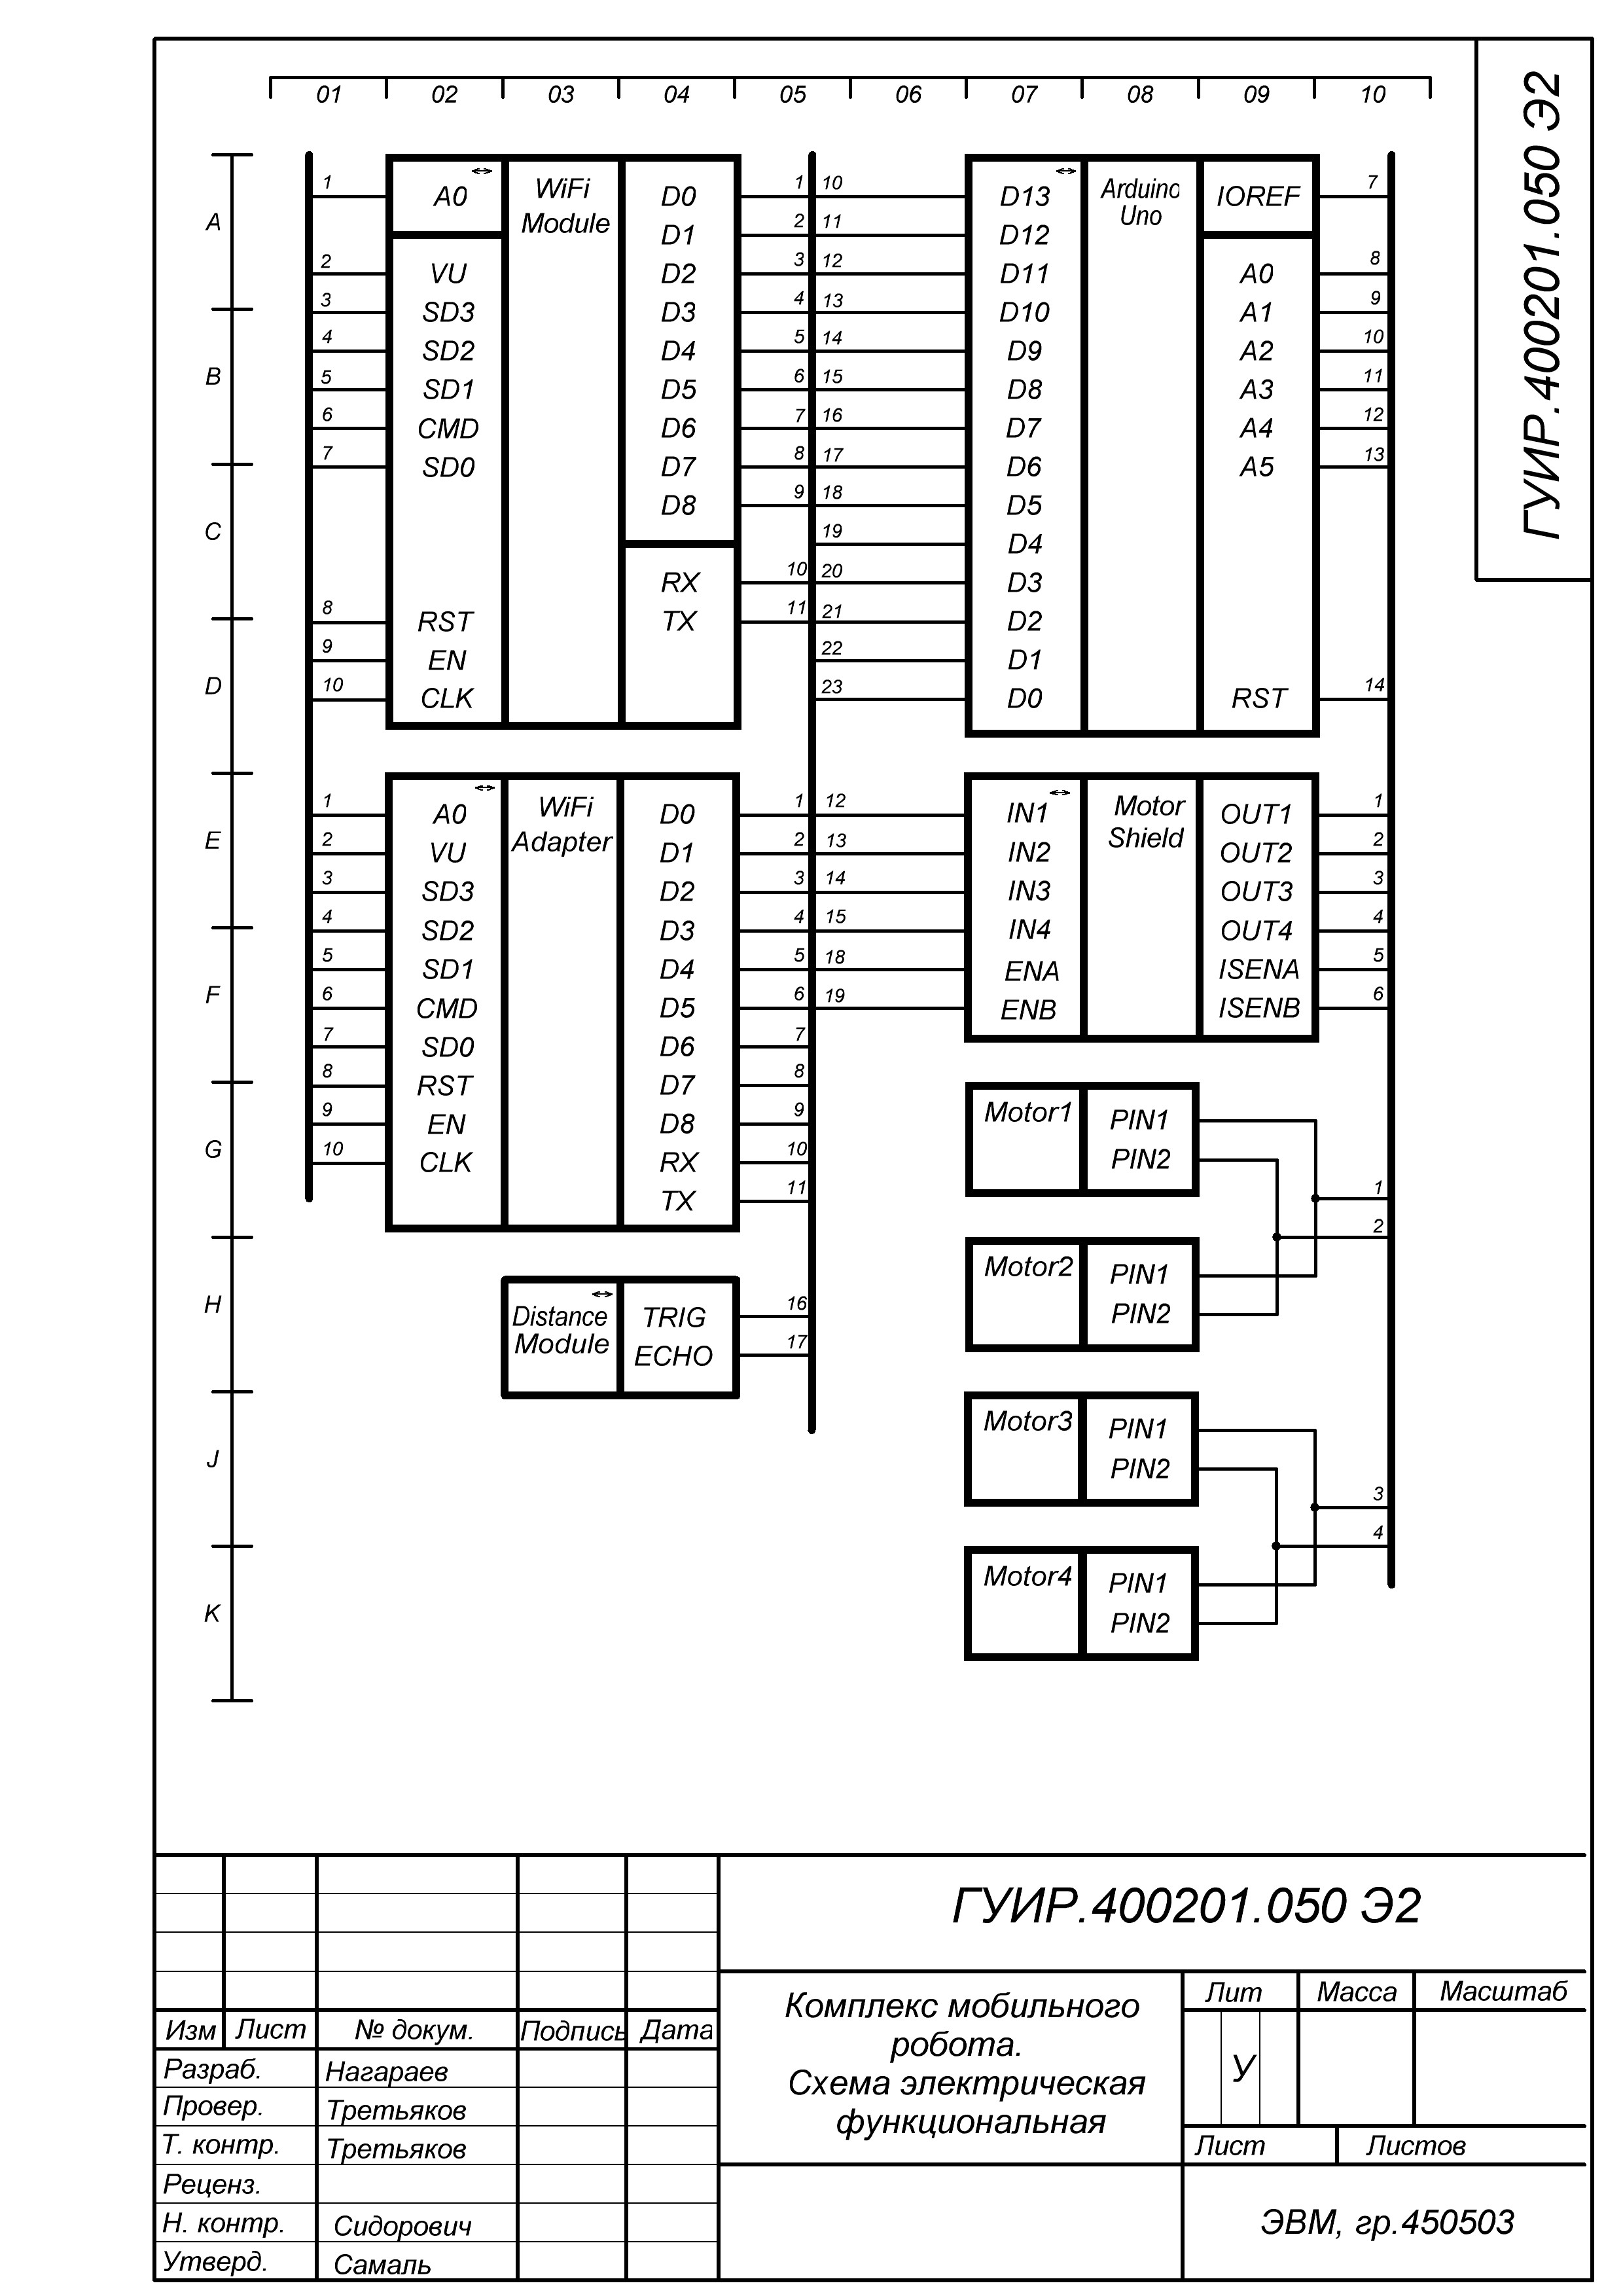 ГУИР.400201.050 Э2
01 02 03 04 05 06 07 08 09 10
A
B
C
D
E
F
G
H
J
K
1 A0 WiFi Module D0 1
D1 2
2 VU D2 3
3 SD3 D3 4
4 SD2 D4 5
5 SD1 D5 6
6 CMD D6 7
7 SD0 D7 8
D8 9
RX 10
8 RST TX 11
9 EN
10 CLK
10 D13 Arduino Uno IOREF 7
11 D12
12 D11 A0 8
13 D10 A1 9
14 D9 A2 10
15 D8 A3 11
16 D7 A4 12
17 D6 A5 13
18 D5
19 D4
20 D3
21 D2
22 D1
23 D0 RST 14
1 A0 WiFi Adapter D0 1
2 VU D1 2
3 SD3 D2 3
4 SD2 D3 4
5 SD1 D4 5
6 CMD D5 6
7 SD0 D6 7
8 RST D7 8
9 EN D8 9
10 CLK RX 10
TX 11
12 IN1 Motor Shield OUT1 1
13 IN2 OUT2 2
14 IN3 OUT3 3
15 IN4 OUT4 4
18 ENA ISENA 5
19 ENB ISENB 6
Distance Module TRIG 16
ECHO 17
Motor1 PIN1
PIN2
1
2
Motor2 PIN1
PIN2
Motor3 PIN1
PIN2
3
4
Motor4 PIN1
PIN2
ГУИР.400201.050 Э2
Комплекс мобильного
робота.
Схема электрическая
функциональная
Лит Масса Масштаб
У
Лист Листов
ЭВМ, гр.450503
Изм Лист № докум. Подпись Дата
Разраб. Нагараев
Провер. Третьяков
Т. контр. Третьяков
Реценз.
Н. контр. Сидорович
Утверд. Самаль